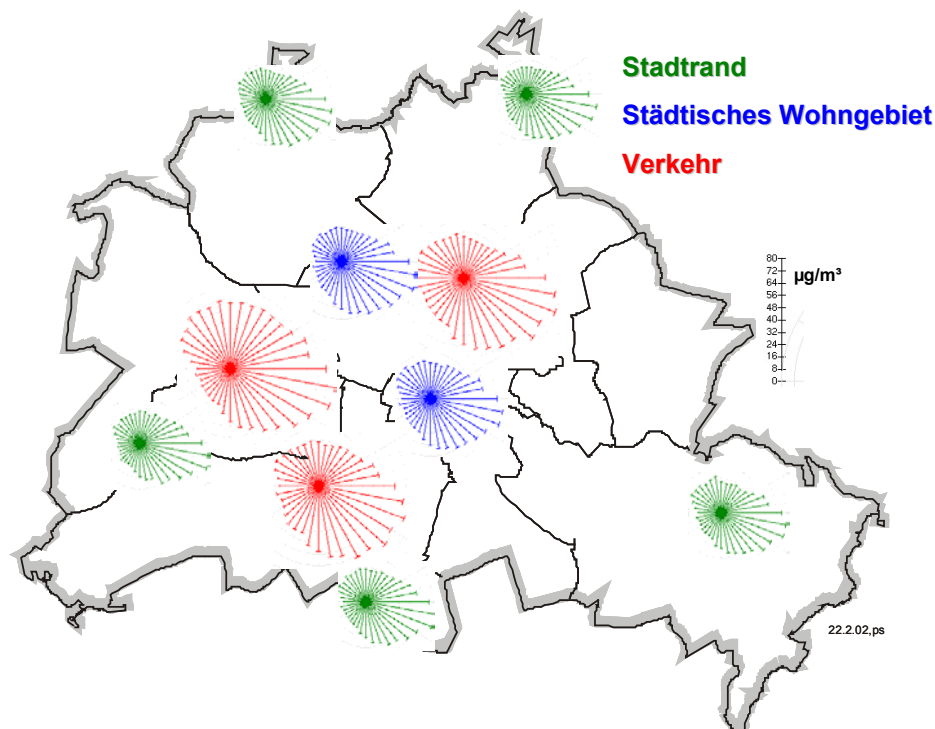 Stadtrand
Städtisches Wohngebiet
Verkehr
80
72
64
56
48
40
32
24
16
8
0
µg/m³
22.2.02,ps